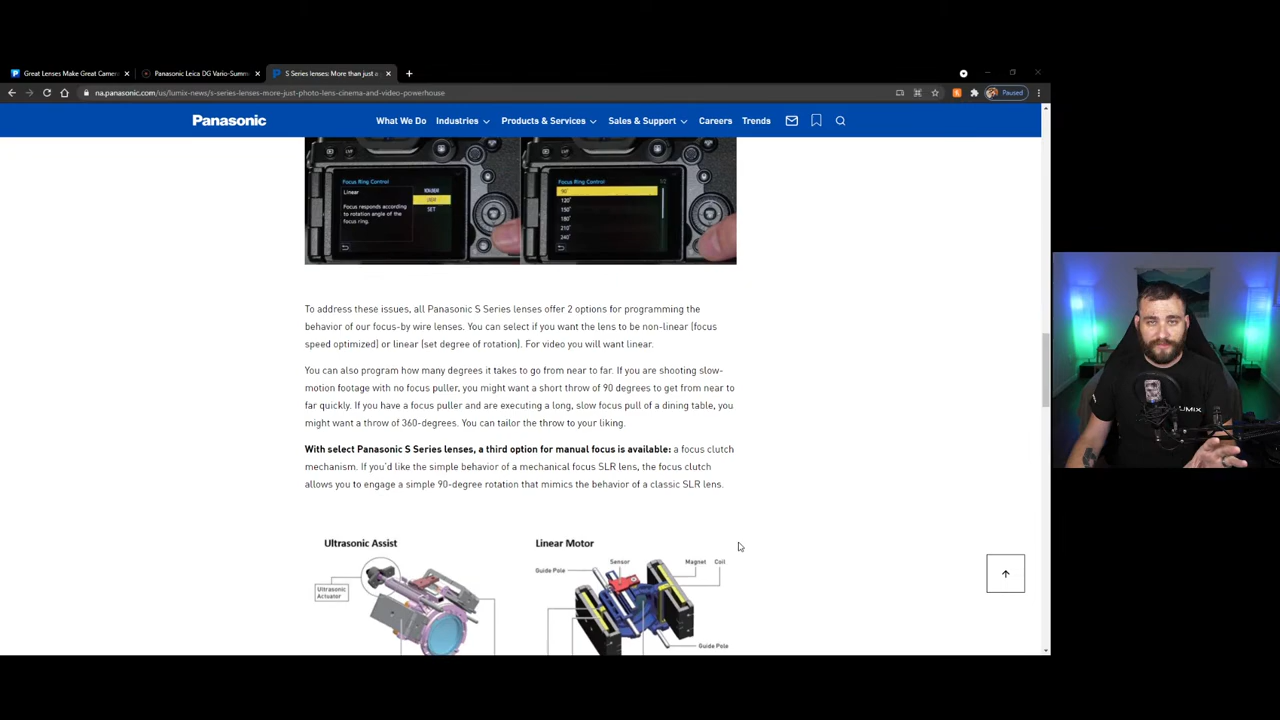 Great Lenses Make Great Camer
Panasonic Leica DG Vario-Summ
S Series lenses: More than just a
na.panasonic.com/us/lumix-news/s-series-lenses-more-just-photo-lens-cinema-and-video-powerhouse
Paused
Panasonic
What We Do
Industries
Products & Services
Sales & Support
Careers
Trends
LVF
LVF
Focus Ring Control
Linear
Focus responds according
to rotation angle of the
focus ring.
NON-LINEAR
SET
Focus Ring Control
1/2
90°
120°
150°
180°
210°
240°
To address these issues, all Panasonic S Series lenses offer 2 options for programming the
behavior of our focus-by wire lenses. You can select if you want the lens to be non-linear (focus
speed optimized) or linear (set degree of rotation). For video you will want linear.
You can also program how many degrees it takes to go from near to far. If you are shooting slow-
motion footage with no focus puller, you might want a short throw of 90 degrees to get from near to
far quickly. If you have a focus puller and are executing a long, slow focus pull of a dining table, you
might want a throw of 360-degrees. You can tailor the throw to your liking.
With select Panasonic S Series lenses, a third option for manual focus is available: a focus clutch
mechanism. If you'd like the simple behavior of a mechanical focus SLR lens, the focus clutch
allows you to engage a simple 90-degree rotation that mimics the behavior of a classic SLR lens.
Ultrasonic Assist
Linear Motor
Ultrasonic
Actuator
Guide Pole
Sensor
Magnet
Coil
Guide Pole
LUMIX